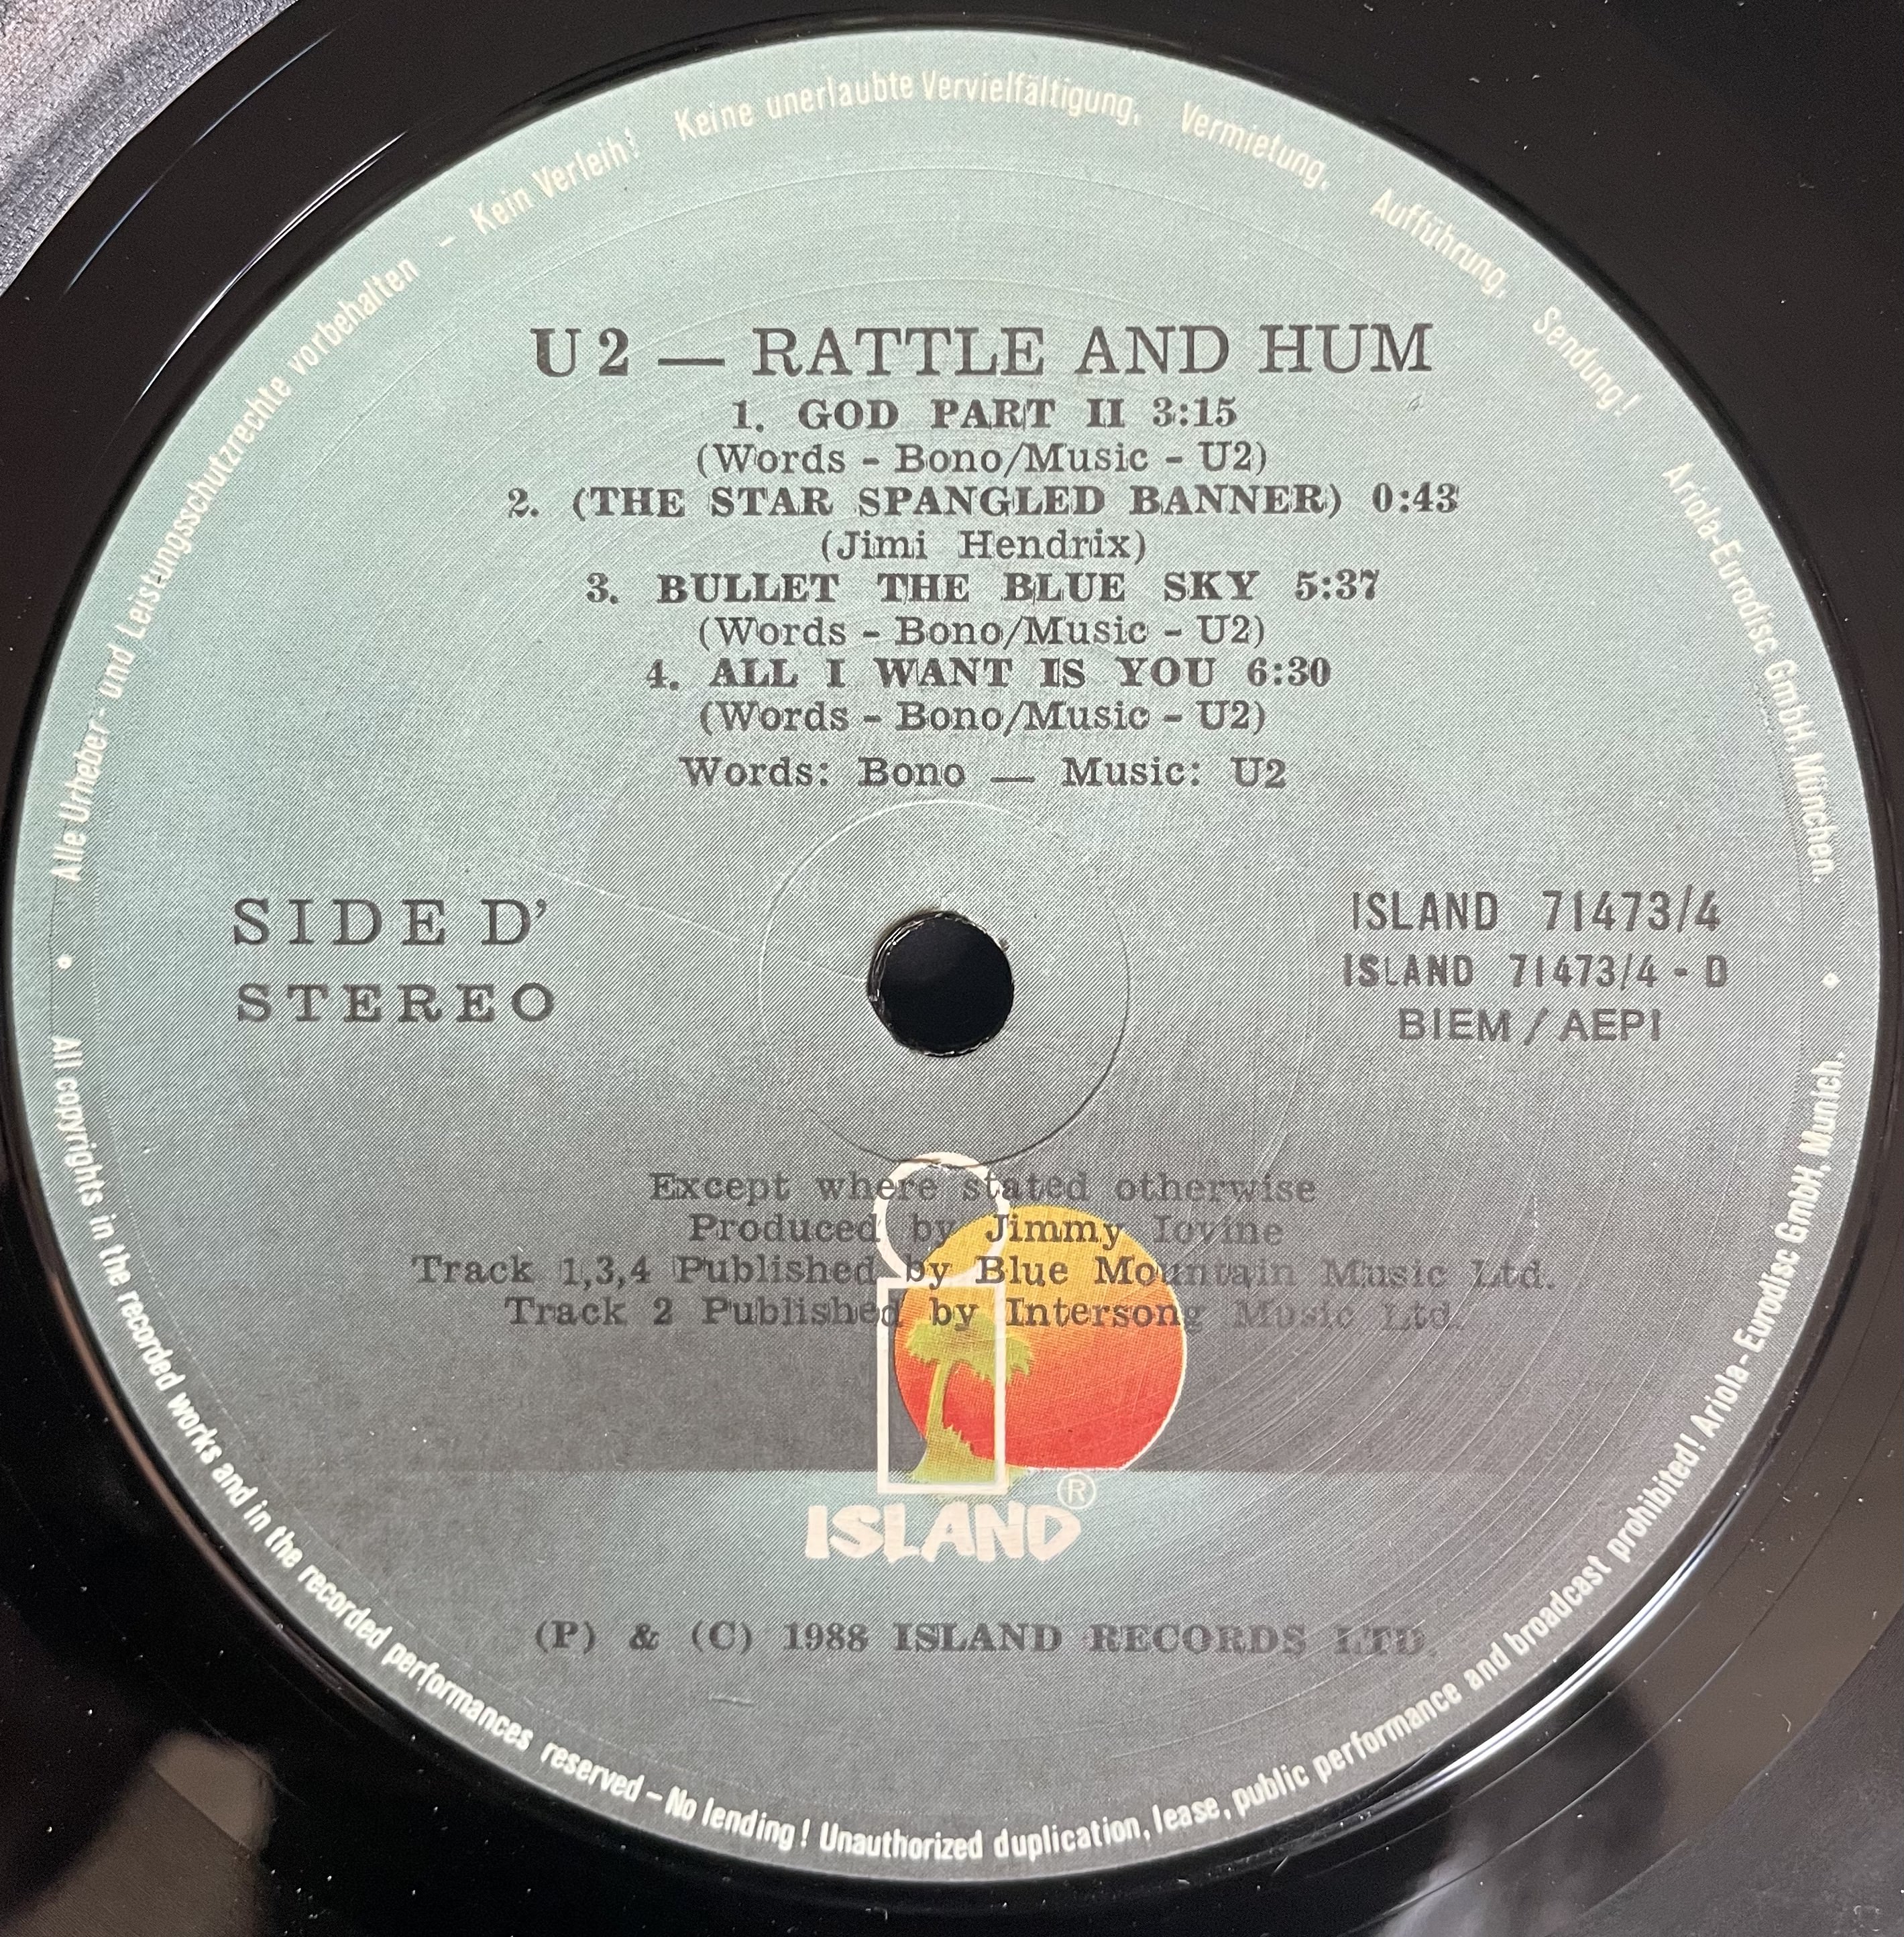 Alle Urheber- und Leistungsschutzrechte vorbehalten - Kein Verleih! Keine unerlaubte Vervielfältigung, Vermietung, Aufführung, Sendung! Ariola-Eurodisc GmbH, München.
U2 — RATTLE AND HUM
1. GOD PART II 3:15
(Words - Bono/Music - U2)
2. (THE STAR SPANGLED BANNER) 0:43
(Jimi Hendrix)
3. BULLET THE BLUE SKY 5:37
(Words - Bono/Music - U2)
4. ALL I WANT IS YOU 6:30
(Words - Bono/Music - U2)
Words: Bono — Music: U2
SIDE D'
STEREO
ISLAND 71473/4
ISLAND 71473/4 - D
BIEM / AEPI
Except where stated otherwise
Produced by Jimmy Iovine
Track 1,3,4 Published by Blue Mountain Music Ltd.
Track 2 Published by Intersong Music Ltd.
ISLAND®
(P) & (C) 1988 ISLAND RECORDS LTD.
All copyrights in the recorded works and in the recorded performances reserved – No lending! Unauthorized duplication, lease, public performance and broadcast prohibited! Ariola-Eurodisc GmbH, Munich.